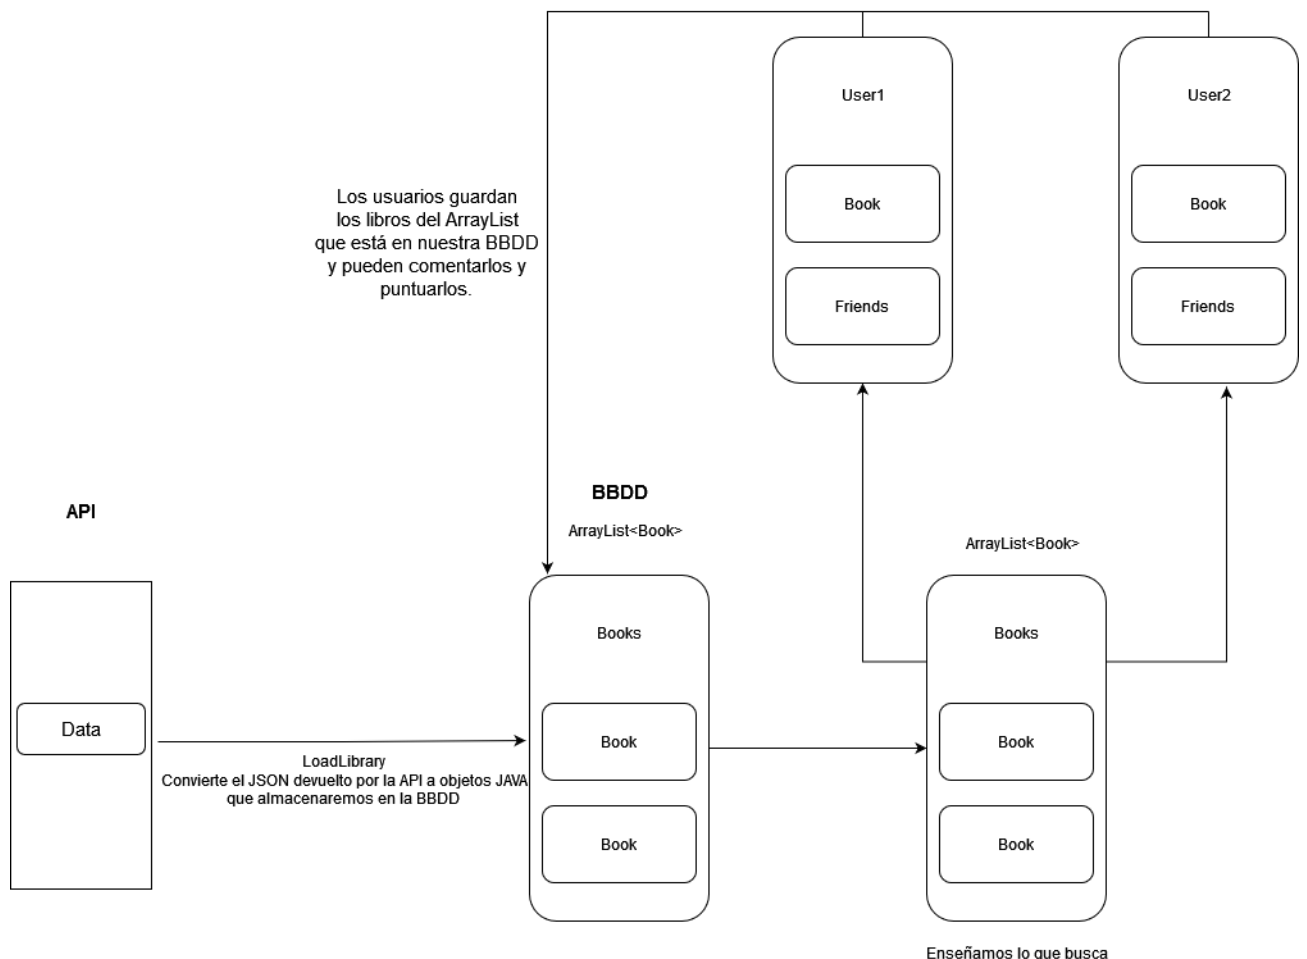 User1
User2
Book
Book
Friends
Friends
Los usuarios guardan
los libros del ArrayList
que está en nuestra BBDD
y pueden comentarlos y
puntuarlos.
API
BBDD
ArrayList<Book>
ArrayList<Book>
Data
LoadLibrary
Convierte el JSON devuelto por la API a objetos JAVA
que almacenaremos en la BBDD
Books
Book
Book
Books
Book
Book
Enseñamos lo que busca